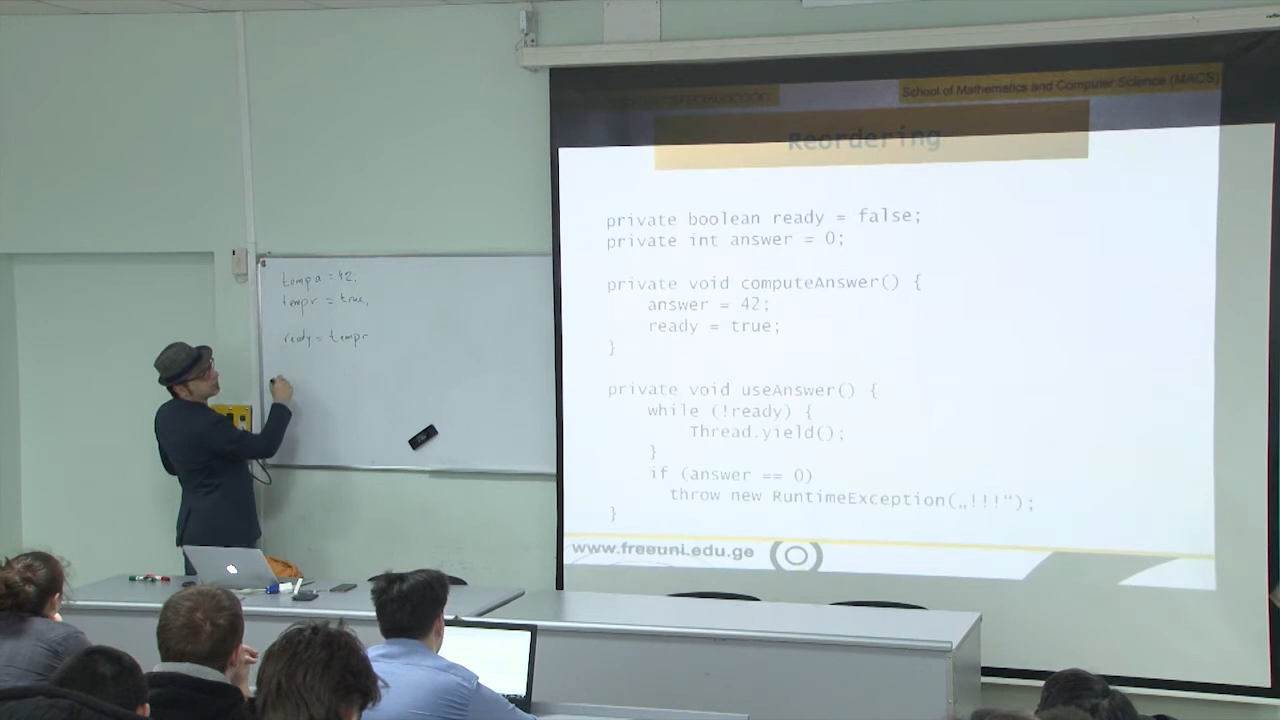 tempa = 42;
tempr = true;
ready = tempr
School of Mathematics and Computer Science (MACS)
Reordering
private boolean ready = false;
private int answer = 0;
private void computeAnswer() {
answer = 42;
ready = true;
}
private void useAnswer() {
while (!ready) {
Thread.yield();
}
if (answer == 0)
throw new RuntimeException(„!!!“);
}
www.freeuni.edu.ge